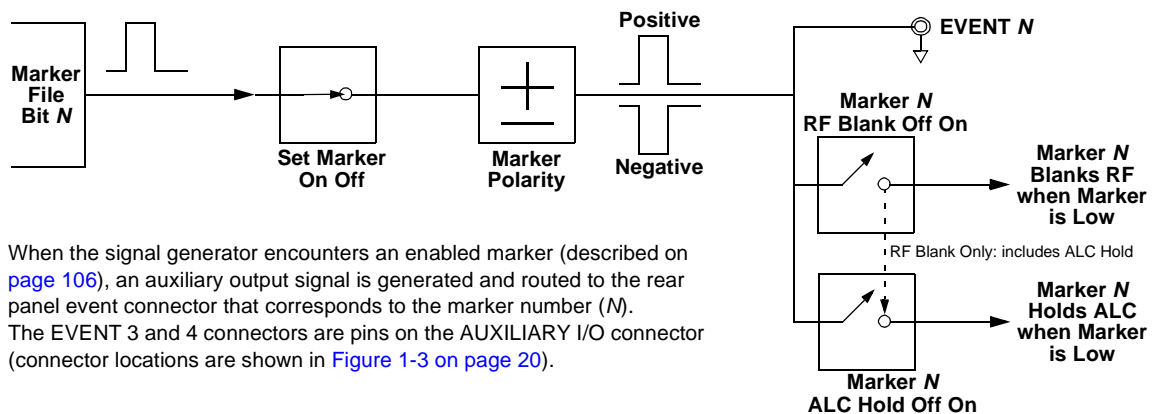 Marker
File
Bit N
Set Marker
On Off
Marker
Polarity
Positive
Negative
EVENT N
Marker N
RF Blank Off On
Marker N
Blanks RF
when Marker
is Low
RF Blank Only: includes ALC Hold
Marker N
Holds ALC
when Marker
is Low
Marker N
ALC Hold Off On
When the signal generator encounters an enabled marker (described on
page 106), an auxiliary output signal is generated and routed to the rear
panel event connector that corresponds to the marker number (N).
The EVENT 3 and 4 connectors are pins on the AUXILIARY I/O connector
(connector locations are shown in Figure 1-3 on page 20).